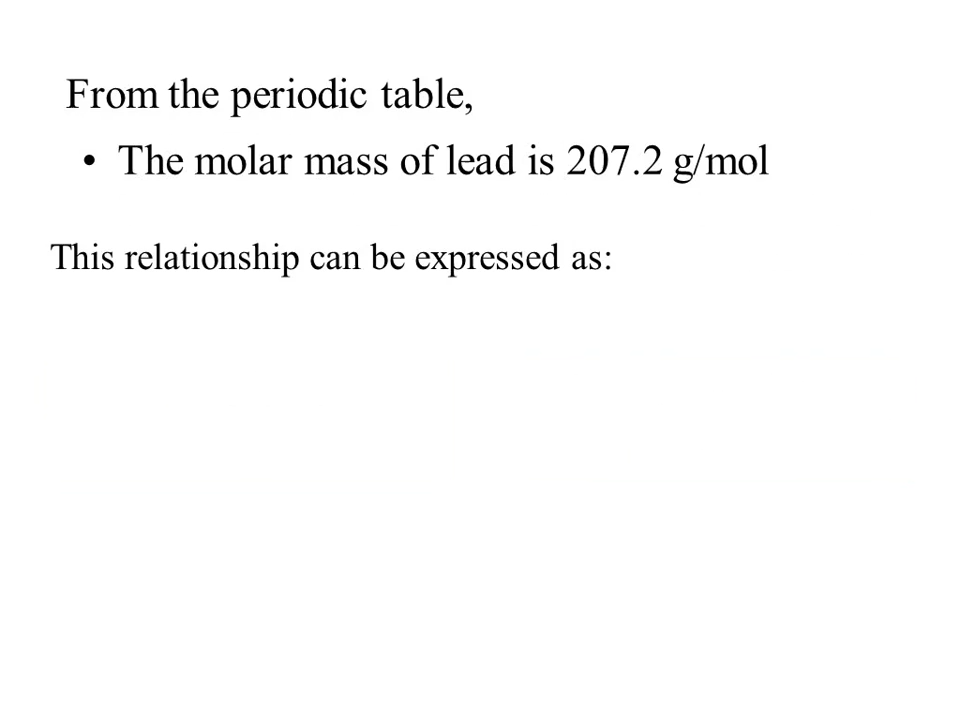 From the periodic table,
• The molar mass of lead is 207.2 g/mol
This relationship can be expressed as: